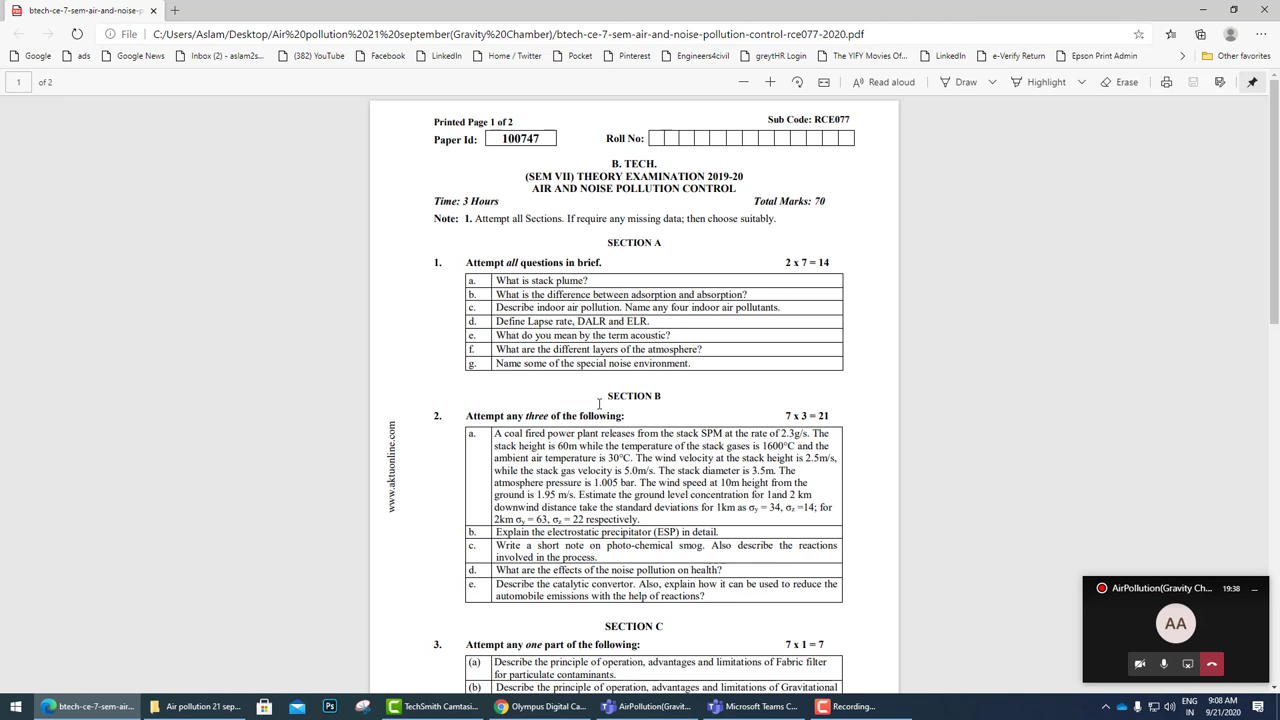 btech-ce-7-sem-air-and-noise-p
File
C:/Users/Aslam/Desktop/Air%20pollution%2021%20september(Gravity%20Chamber)/btech-ce-7-sem-air-and-noise-pollution-control-rce077-2020.pdf
Google
ads
Google News
Inbox (2) - aslam2s...
(382) YouTube
Facebook
LinkedIn
Home / Twitter
Pocket
Pinterest
Engineers4civil
greytHR Login
The YIFY Movies Of...
LinkedIn
e-Verify Return
Epson Print Admin
Other favorites
1 of 2
Read aloud
Draw
Highlight
Erase
Printed Page 1 of 2
Sub Code: RCE077
Paper Id: 100747
Roll No:
B. TECH.
(SEM VII) THEORY EXAMINATION 2019-20
AIR AND NOISE POLLUTION CONTROL
Time: 3 Hours
Total Marks: 70
Note: 1. Attempt all Sections. If require any missing data; then choose suitably.
SECTION A
1. Attempt all questions in brief. 2 x 7 = 14
a. What is stack plume?
b. What is the difference between adsorption and absorption?
c. Describe indoor air pollution. Name any four indoor air pollutants.
d. Define Lapse rate, DALR and ELR.
e. What do you mean by the term acoustic?
f. What are the different layers of the atmosphere?
g. Name some of the special noise environment.
SECTION B
2. Attempt any three of the following: 7 x 3 = 21
a. A coal fired power plant releases from the stack SPM at the rate of 2.3g/s. The
stack height is 60m while the temperature of the stack gases is 1600°C and the
ambient air temperature is 30°C. The wind velocity at the stack height is 2.5m/s,
while the stack gas velocity is 5.0m/s. The stack diameter is 3.5m. The
atmosphere pressure is 1.005 bar. The wind speed at 10m height from the
ground is 1.95 m/s. Estimate the ground level concentration for 1and 2 km
downwind distance take the standard deviations for 1km as σy = 34, σz =14; for
2km σy = 63, σz = 22 respectively.
b. Explain the electrostatic precipitator (ESP) in detail.
c. Write a short note on photo-chemical smog. Also describe the reactions
involved in the process.
d. What are the effects of the noise pollution on health?
e. Describe the catalytic convertor. Also, explain how it can be used to reduce the
automobile emissions with the help of reactions?
www.aktuonline.com
SECTION C
3. Attempt any one part of the following: 7 x 1 = 7
(a) Describe the principle of operation, advantages and limitations of Fabric filter
for particulate contaminants.
(b) Describe the principle of operation, advantages and limitations of Gravitational
AirPollution(Gravity Ch... 19:38
AA
btech-ce-7-sem-air-...
Air pollution 21 sep...
Ps
TechSmith Camtasi...
Olympus Digital Ca...
AirPollution(Gravit...
Microsoft Teams C...
Recording...
ENG
IN
9:08 AM
9/21/2020